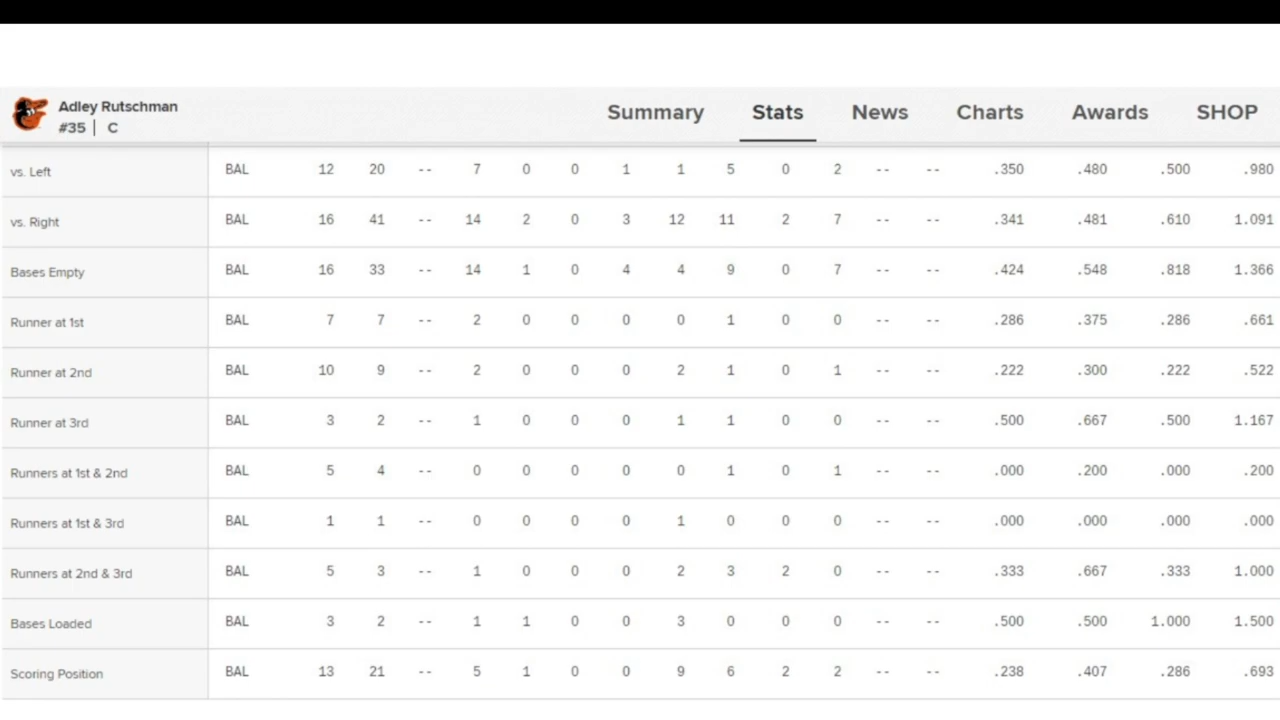 Adley Rutschman
#35 | C
Summary Stats News Charts Awards SHOP
vs. Left BAL 12 20 -- 7 0 0 1 1 5 0 2 -- -- .350 .480 .500 .980
vs. Right BAL 16 41 -- 14 2 0 3 12 11 2 7 -- -- .341 .481 .610 1.091
Bases Empty BAL 16 33 -- 14 1 0 4 4 9 0 7 -- -- .424 .548 .818 1.366
Runner at 1st BAL 7 7 -- 2 0 0 0 0 1 0 0 -- -- .286 .375 .286 .661
Runner at 2nd BAL 10 9 -- 2 0 0 0 2 1 0 1 -- -- .222 .300 .222 .522
Runner at 3rd BAL 3 2 -- 1 0 0 0 1 1 0 0 -- -- .500 .667 .500 1.167
Runners at 1st & 2nd BAL 5 4 -- 0 0 0 0 0 1 0 1 -- -- .000 .200 .000 .200
Runners at 1st & 3rd BAL 1 1 -- 0 0 0 0 1 0 0 0 -- -- .000 .000 .000 .000
Runners at 2nd & 3rd BAL 5 3 -- 1 0 0 0 2 3 2 0 -- -- .333 .667 .333 1.000
Bases Loaded BAL 3 2 -- 1 1 0 0 3 0 0 0 -- -- .500 .500 1.000 1.500
Scoring Position BAL 13 21 -- 5 1 0 0 9 6 2 2 -- -- .238 .407 .286 .693